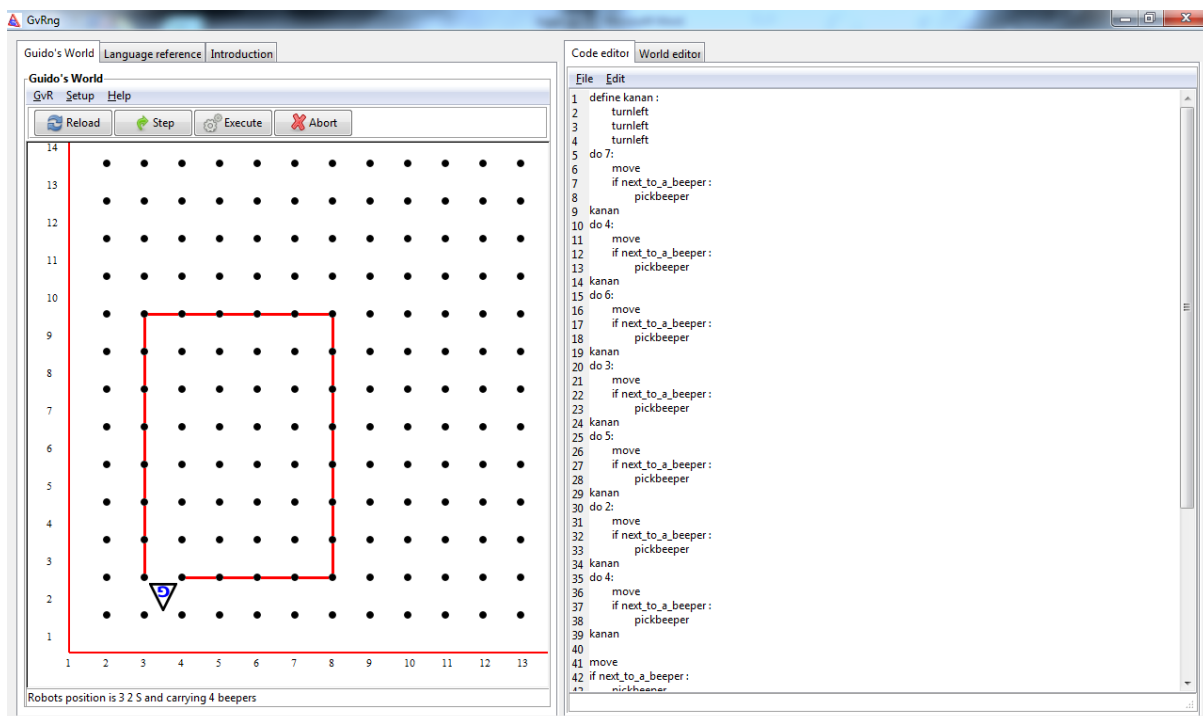 GvRng
Guido's World Language reference Introduction
Guido's World
GvR Setup Help
Reload Step Execute Abort
14
13
12
11
10
9
8
7
6
5
4
3
2
G
1
1 2 3 4 5 6 7 8 9 10 11 12 13
Robots position is 3 2 S and carrying 4 beepers
Code editor World editor
File Edit
1 define kanan :
2 turnleft
3 turnleft
4 turnleft
5 do 7:
6 move
7 if next_to_a_beeper :
8 pickbeeper
9 kanan
10 do 4:
11 move
12 if next_to_a_beeper :
13 pickbeeper
14 kanan
15 do 6:
16 move
17 if next_to_a_beeper :
18 pickbeeper
19 kanan
20 do 3:
21 move
22 if next_to_a_beeper :
23 pickbeeper
24 kanan
25 do 5:
26 move
27 if next_to_a_beeper :
28 pickbeeper
29 kanan
30 do 2:
31 move
32 if next_to_a_beeper :
33 pickbeeper
34 kanan
35 do 4:
36 move
37 if next_to_a_beeper :
38 pickbeeper
39 kanan
40
41 move
42 if next_to_a_beeper :
43 pickbeeper